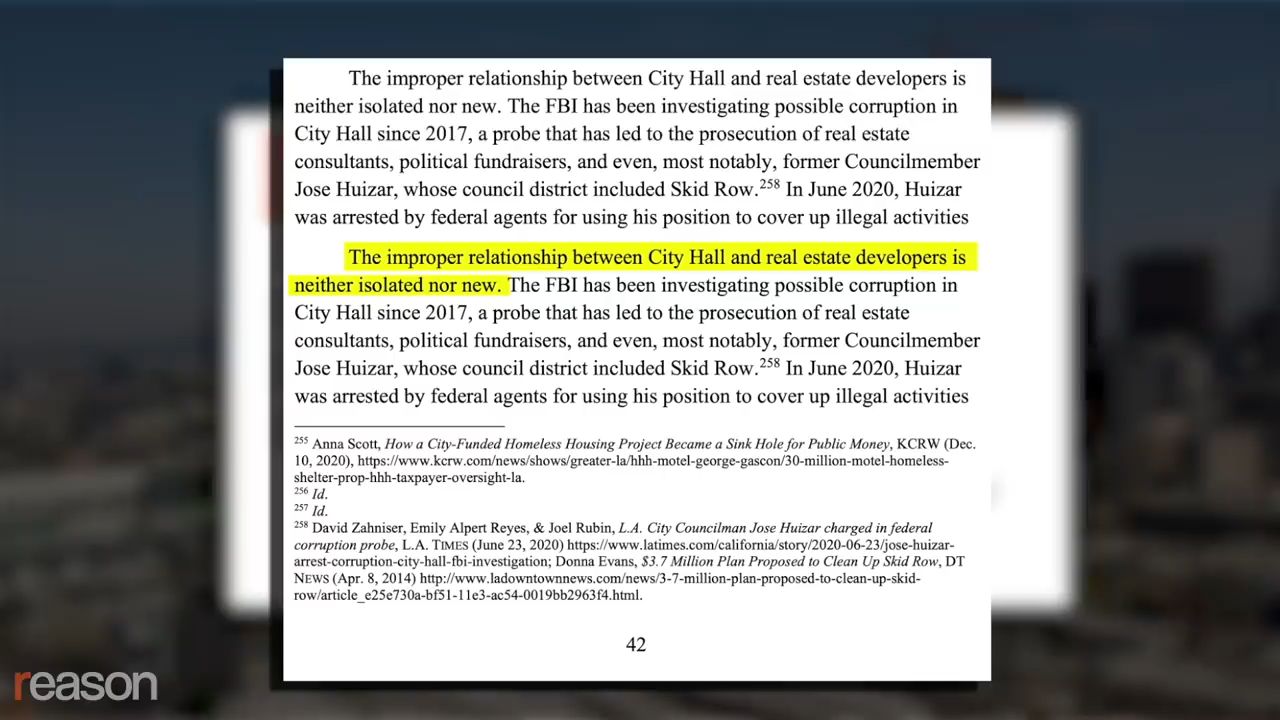 The improper relationship between City Hall and real estate developers is
neither isolated nor new. The FBI has been investigating possible corruption in
City Hall since 2017, a probe that has led to the prosecution of real estate
consultants, political fundraisers, and even, most notably, former Councilmember
Jose Huizar, whose council district included Skid Row.258 In June 2020, Huizar
was arrested by federal agents for using his position to cover up illegal activities
The improper relationship between City Hall and real estate developers is
neither isolated nor new. The FBI has been investigating possible corruption in
City Hall since 2017, a probe that has led to the prosecution of real estate
consultants, political fundraisers, and even, most notably, former Councilmember
Jose Huizar, whose council district included Skid Row.258 In June 2020, Huizar
was arrested by federal agents for using his position to cover up illegal activities
255 Anna Scott, How a City-Funded Homeless Housing Project Became a Sink Hole for Public Money, KCRW (Dec.
10, 2020), https://www.kcrw.com/news/shows/greater-la/hhh-motel-george-gascon/30-million-motel-homeless-
shelter-prop-hhh-taxpayer-oversight-la.
256 Id.
257 Id.
258 David Zahniser, Emily Alpert Reyes, & Joel Rubin, L.A. City Councilman Jose Huizar charged in federal
corruption probe, L.A. TIMES (June 23, 2020) https://www.latimes.com/california/story/2020-06-23/jose-huizar-
arrest-corruption-city-hall-fbi-investigation; Donna Evans, $3.7 Million Plan Proposed to Clean Up Skid Row, DT
NEWS (Apr. 8, 2014) http://www.ladowntownnews.com/news/3-7-million-plan-proposed-to-clean-up-skid-
row/article_e25e730a-bf51-11e3-ac54-0019bb2963f4.html.
42
reason